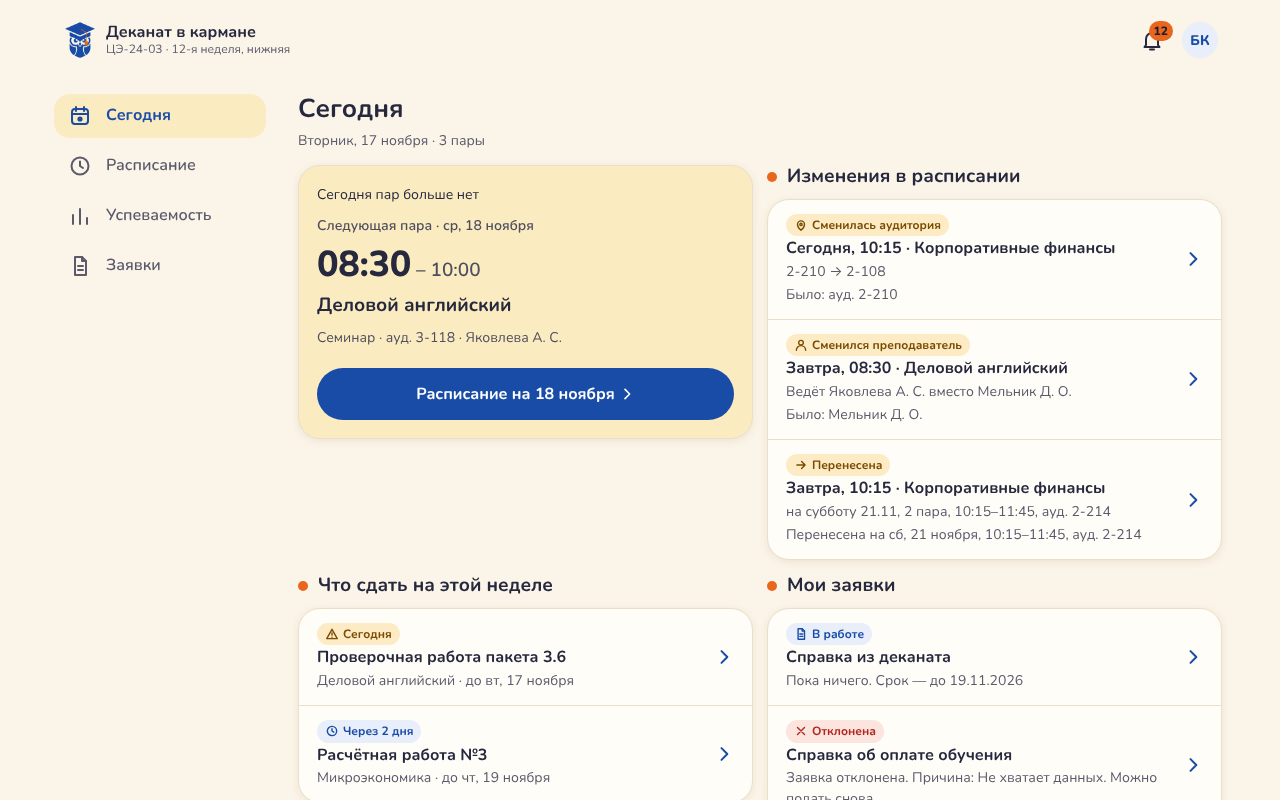 Деканат в кармане
ЦЭ-24-03 · 12-я неделя, нижняя
12
БК
Сегодня
Расписание
Успеваемость
Заявки
Сегодня
Вторник, 17 ноября · 3 пары
Сегодня пар больше нет
Следующая пара · ср, 18 ноября
08:30 – 10:00
Деловой английский
Семинар · ауд. 3-118 · Яковлева А. С.
Расписание на 18 ноября
Изменения в расписании
Сменилась аудитория
Сегодня, 10:15 · Корпоративные финансы
2-210 → 2-108
Было: ауд. 2-210
Сменился преподаватель
Завтра, 08:30 · Деловой английский
Ведёт Яковлева А. С. вместо Мельник Д. О.
Было: Мельник Д. О.
Перенесена
Завтра, 10:15 · Корпоративные финансы
на субботу 21.11, 2 пара, 10:15–11:45, ауд. 2-214
Перенесена на сб, 21 ноября, 10:15–11:45, ауд. 2-214
Что сдать на этой неделе
Сегодня
Проверочная работа пакета 3.6
Деловой английский · до вт, 17 ноября
Через 2 дня
Расчётная работа №3
Микроэкономика · до чт, 19 ноября
Мои заявки
В работе
Справка из деканата
Пока ничего. Срок — до 19.11.2026
Отклонена
Справка об оплате обучения
Заявка отклонена. Причина: Не хватает данных. Можно
подать снова.